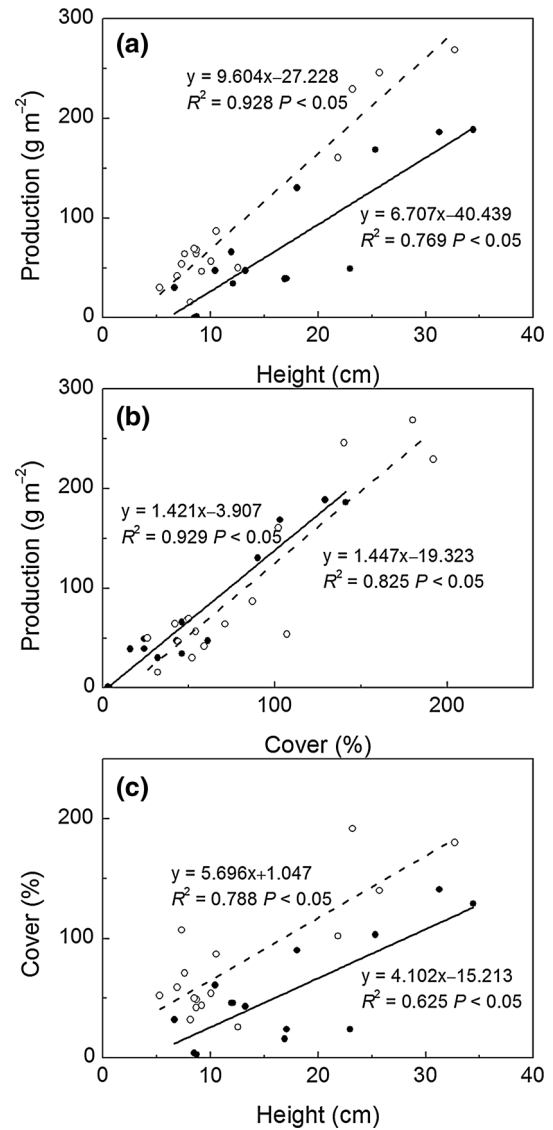 (a)
300
200
100
0
Production (g m⁻²)
y = 9.604x−27.228
R² = 0.928 P < 0.05
y = 6.707x−40.439
R² = 0.769 P < 0.05
0 10 20 30 40
Height (cm)
(b)
300
200
100
0
Production (g m⁻²)
y = 1.421x−3.907
R² = 0.929 P < 0.05
y = 1.447x−19.323
R² = 0.825 P < 0.05
0 100 200
Cover (%)
(c)
200
100
0
Cover (%)
y = 5.696x+1.047
R² = 0.788 P < 0.05
y = 4.102x−15.213
R² = 0.625 P < 0.05
0 10 20 30 40
Height (cm)